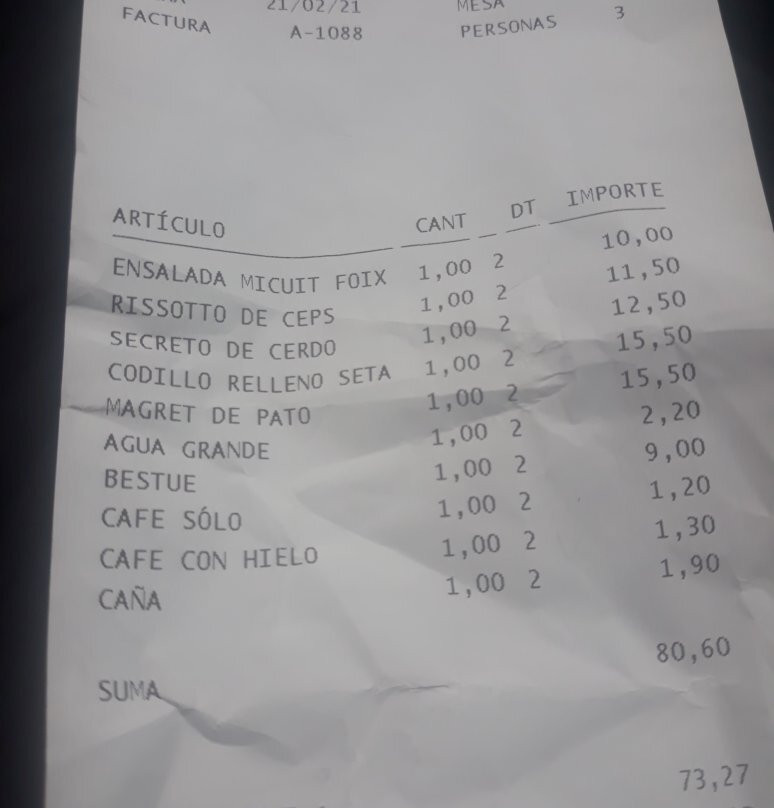 21/02/21 MESA
FACTURA A-1088 PERSONAS 3
ARTÍCULO CANT DT IMPORTE
ENSALADA MICUIT FOIX 1,00 2 10,00
RISSOTTO DE CEPS 1,00 2 11,50
SECRETO DE CERDO 1,00 2 12,50
CODILLO RELLENO SETA 1,00 2 15,50
MAGRET DE PATO 1,00 2 15,50
AGUA GRANDE 1,00 2 2,20
BESTUE 1,00 2 9,00
CAFE SÓLO 1,00 2 1,20
CAFE CON HIELO 1,00 2 1,30
CAÑA 1,00 2 1,90
SUMA 80,60
73,27